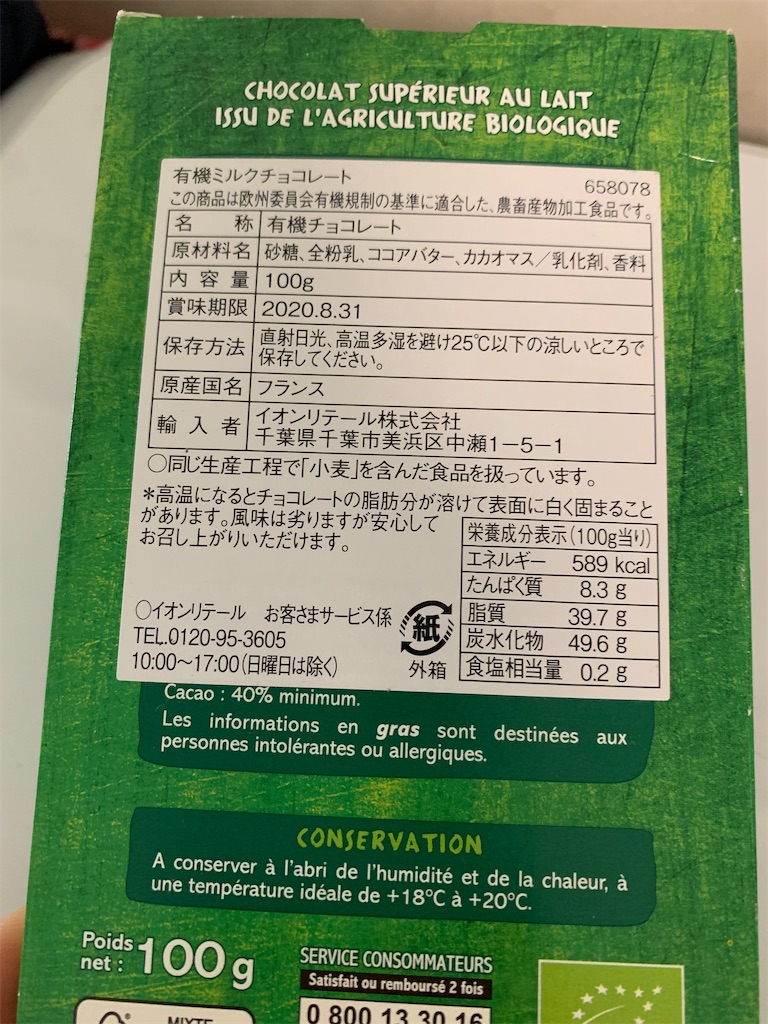 CHOCOLAT SUPÉRIEUR AU LAIT
ISSU DE L'AGRICULTURE BIOLOGIQUE
有機ミルクチョコレート 658078
この商品は欧州委員会有機規制の基準に適合した、農畜産物加工食品です。
名 称 有機チョコレート
原材料名 砂糖、全粉乳、ココアバター、カカオマス/乳化剤、香料
内容量 100g
賞味期限 2020.8.31
保存方法 直射日光、高温多湿を避け25℃以下の涼しいところで
保存してください。
原産国名 フランス
輸入者 イオンリテール株式会社
千葉県千葉市美浜区中瀬1-5-1
○同じ生産工程で「小麦」を含んだ食品を扱っています。
*高温になるとチョコレートの脂肪分が溶けて表面に白く固まること
があります。風味は劣りますが安心して
お召し上がりいただけます。
栄養成分表示(100g当り)
エネルギー 589 kcal
たんぱく質 8.3 g
脂質 39.7 g
炭水化物 49.6 g
食塩相当量 0.2 g
○イオンリテール お客さまサービス係
TEL.0120-95-3605
10:00~17:00(日曜日は除く)
紙
外箱
Cacao : 40% minimum.
Les informations en gras sont destinées aux
personnes intolérantes ou allergiques.
CONSERVATION
A conserver à l'abri de l'humidité et de la chaleur, à
une température idéale de +18°C à +20°C.
Poids
net : 100 g
SERVICE CONSOMMATEURS
Satisfait ou remboursé 2 fois
0 800 13 30 16
MIXTE